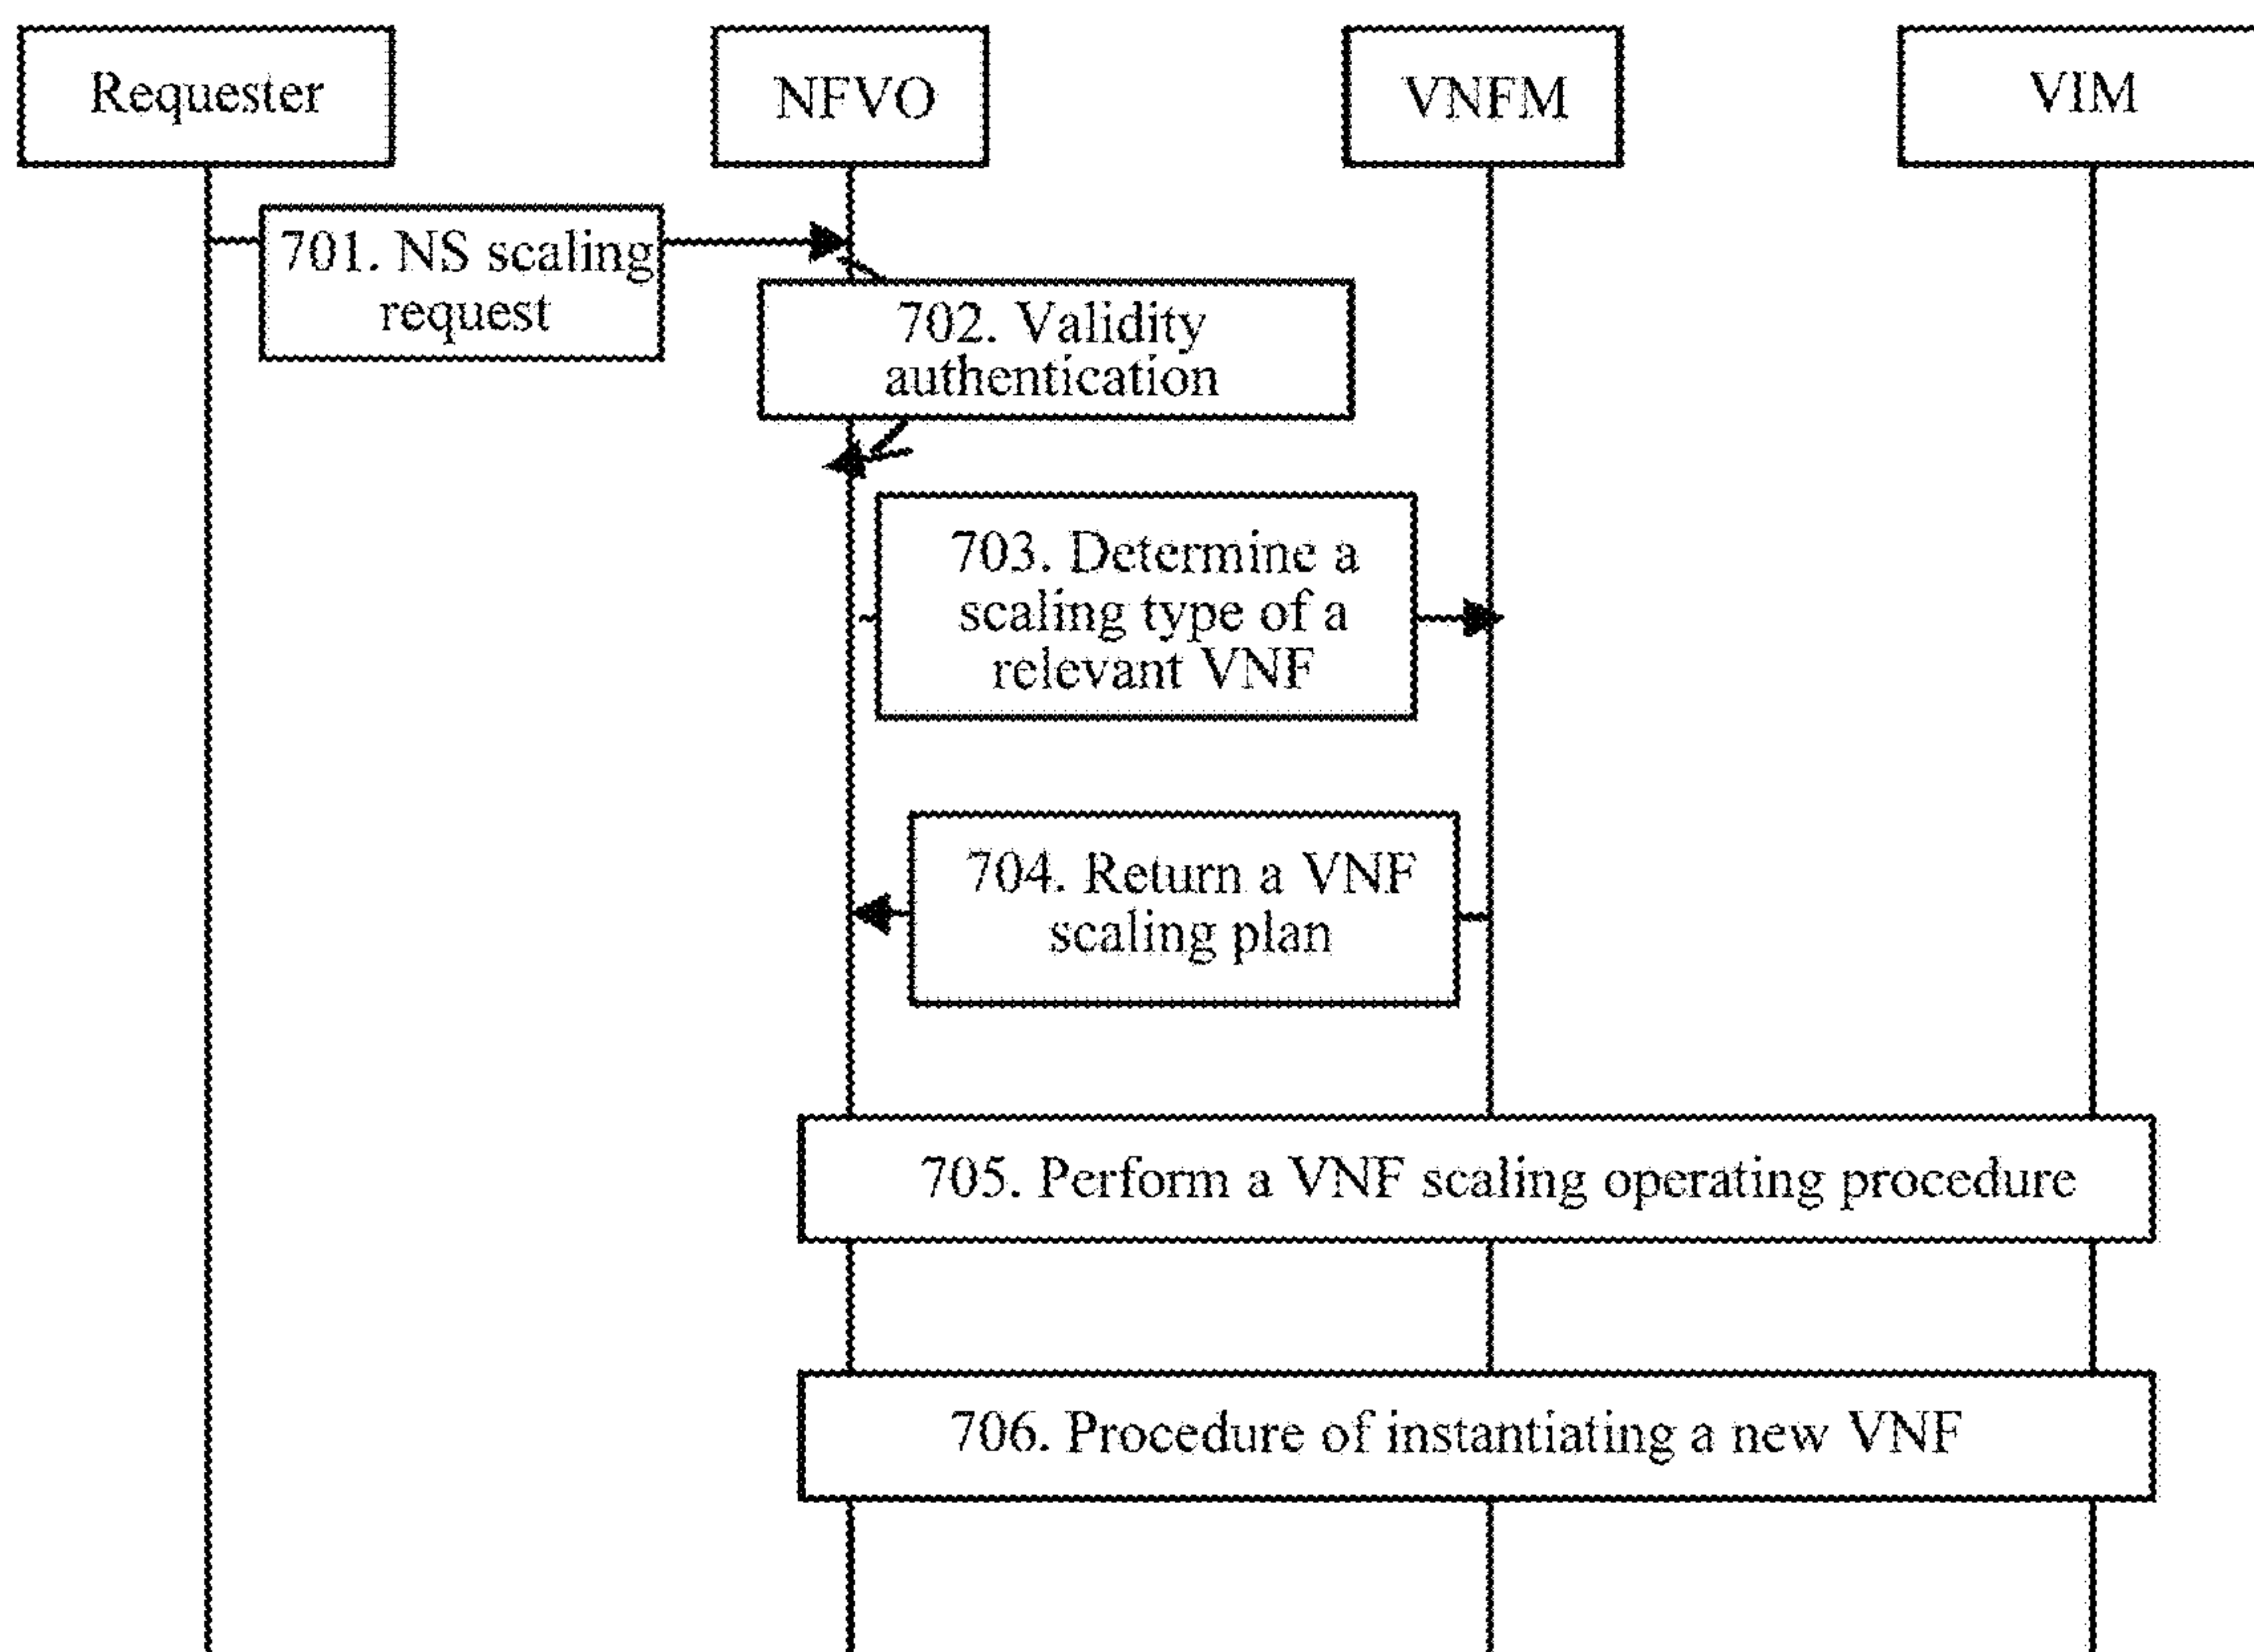 Requester
NFVO
VNFM
VIM
701. NS scaling
request
702. Validity
authentication
703. Determine a
scaling type of a
relevant VNF
704. Return a VNF
scaling plan
705. Perform a VNF scaling operating procedure
706. Procedure of instantiating a new VNF